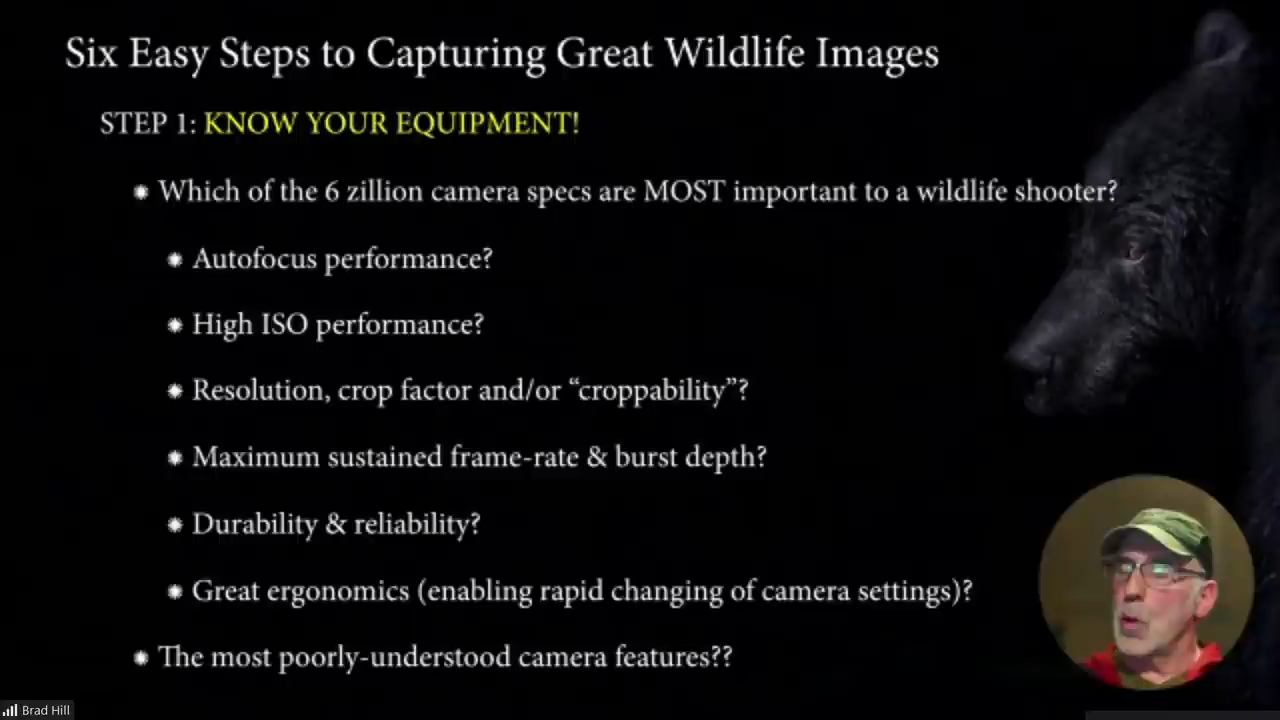 Six Easy Steps to Capturing Great Wildlife Images
STEP 1: KNOW YOUR EQUIPMENT!
Which of the 6 zillion camera specs are MOST important to a wildlife shooter?
Autofocus performance?
High ISO performance?
Resolution, crop factor and/or “croppability”?
Maximum sustained frame-rate & burst depth?
Durability & reliability?
Great ergonomics (enabling rapid changing of camera settings)?
The most poorly-understood camera features??
Brad Hill